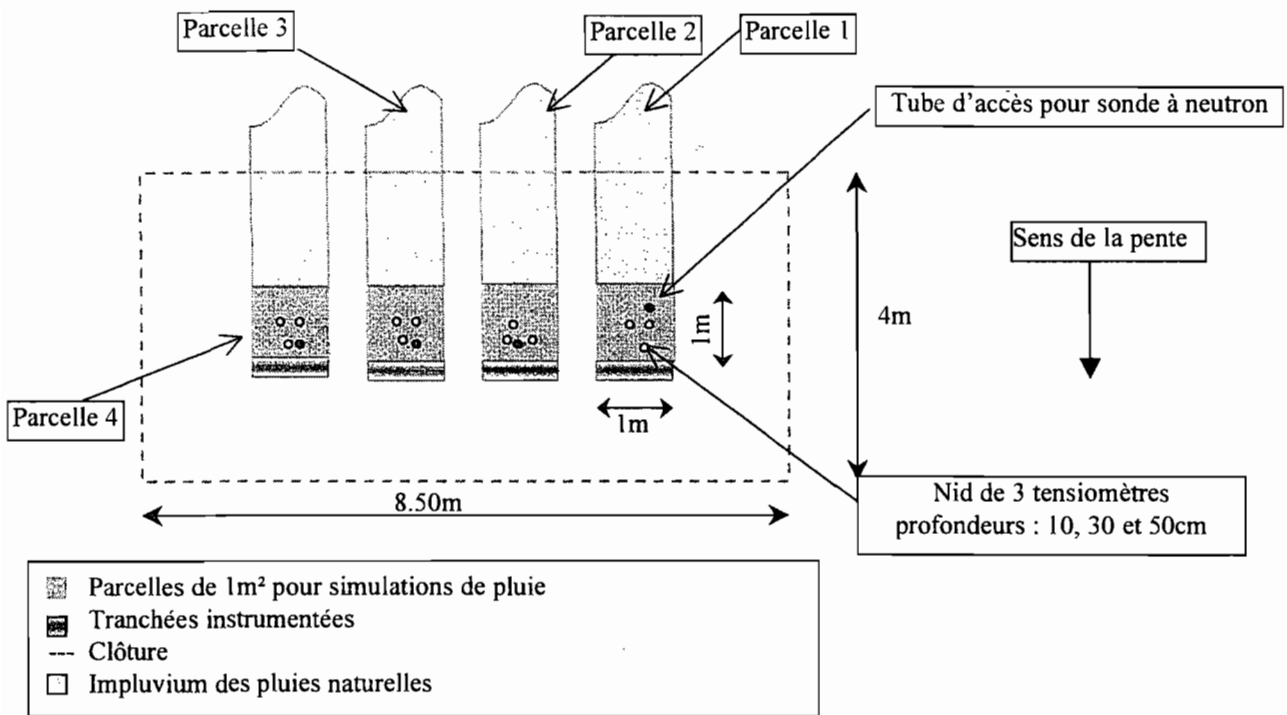 Parcelle 3
Parcelle 2
Parcelle 1
Tube d'accès pour sonde à neutron
Sens de la pente
4m
1m
Parcelle 4
1m
8.50m
Nid de 3 tensiomètres
profondeurs : 10, 30 et 50cm
Parcelles de 1m² pour simulations de pluie
Tranchées instrumentées
--- Clôture
Impluvium des pluies naturelles